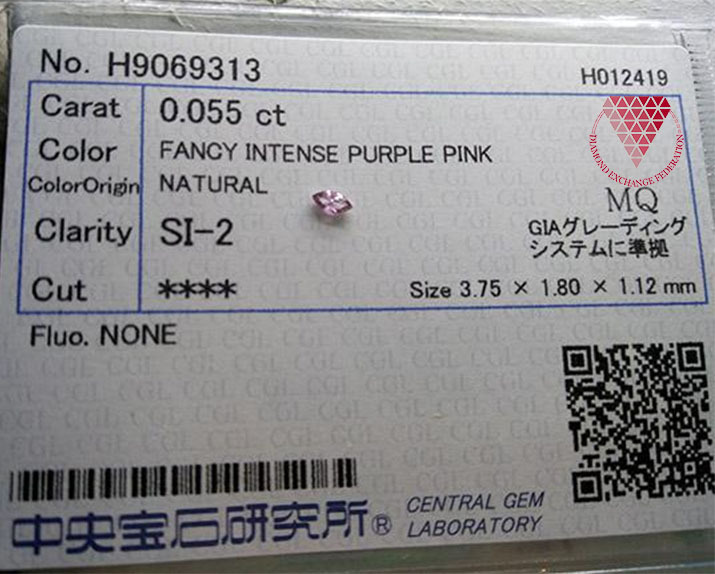 No. H9069313
H012419
Carat 0.055 ct
Color FANCY INTENSE PURPLE PINK
ColorOrigin NATURAL
Clarity SI-2
Cut ****
DIAMOND EXCHANGE FEDERATION
MQ
GIAグレーディング
システムに準拠
Size 3.75 × 1.80 × 1.12 mm
Fluo. NONE
中央宝石研究所®
CENTRAL GEM
LABORATORY
CGL